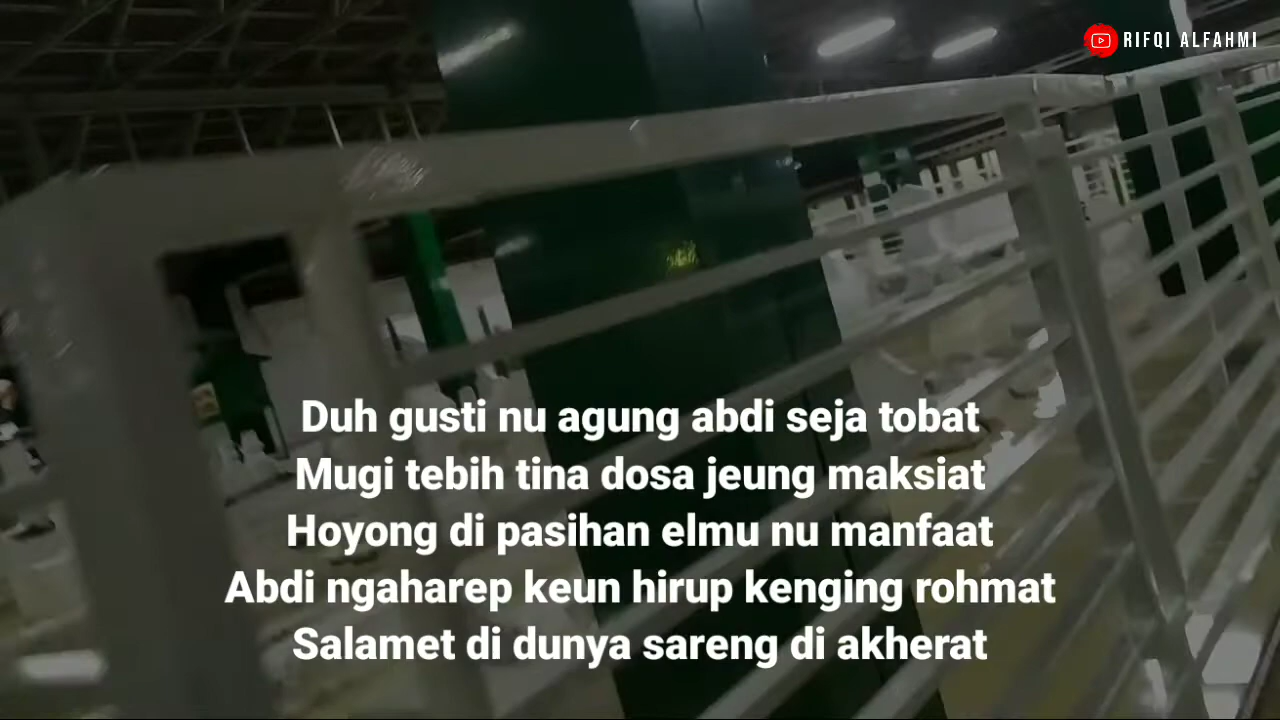 RIFQI ALFAHMI
Duh gusti nu agung abdi seja tobat
Mugi tebih tina dosa jeung maksiat
Hoyong di pasihan elmu nu manfaat
Abdi ngaharep keun hirup kenging rohmat
Salamet di dunya sareng di akherat